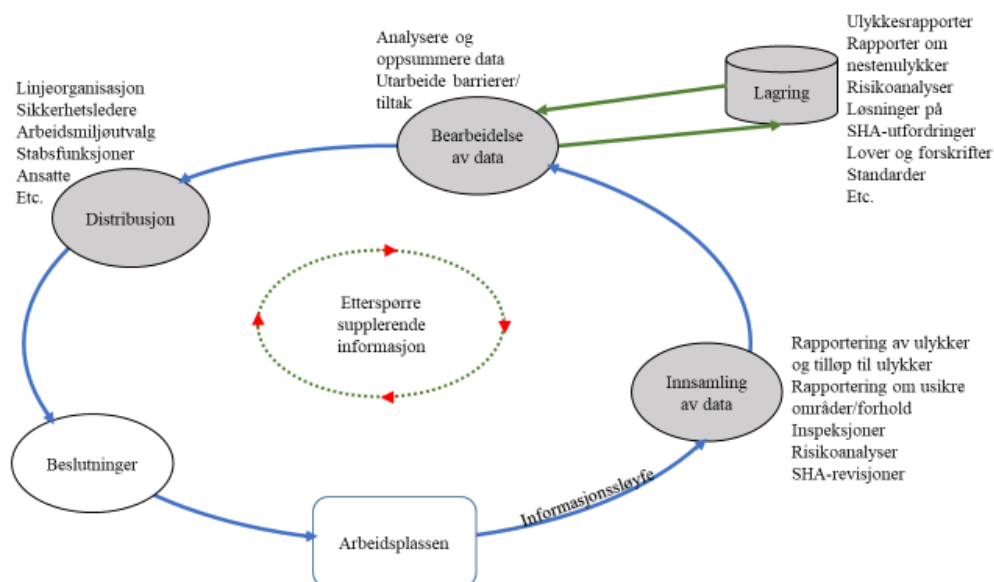 Analysere og
oppsummere data
Utarbeide barrierer/
tiltak
Bearbeidelse
av data
Lagring
Ulykkesrapporter
Rapporter om
nestenulykker
Risikoanalyser
Løsninger på
SHA-utfordringer
Lover og forskrifter
Standarder
Etc.
Linjeorganisasjon
Sikkerhetsledere
Arbeidsmiljøutvalg
Stabsfunksjoner
Ansatte
Etc.
Distribusjon
Etterspørre
supplerende
informasjon
Rapportering av ulykker
og tilløp til ulykker
Rapportering om usikre
områder/forhold
Inspeksjoner
Risikoanalyser
SHA-revisjoner
Innsamling
av data
Beslutninger
Informasjonssløyfe
Arbeidsplassen